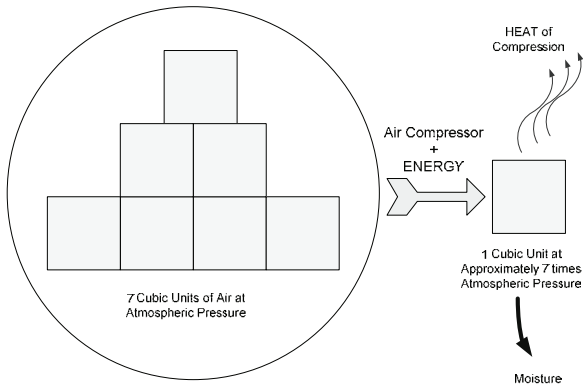 HEAT of
Compression
Air Compressor
+
ENERGY
7 Cubic Units of Air at
Atmospheric Pressure
1 Cubic Unit at
Approximately 7 times
Atmospheric Pressure
Moisture